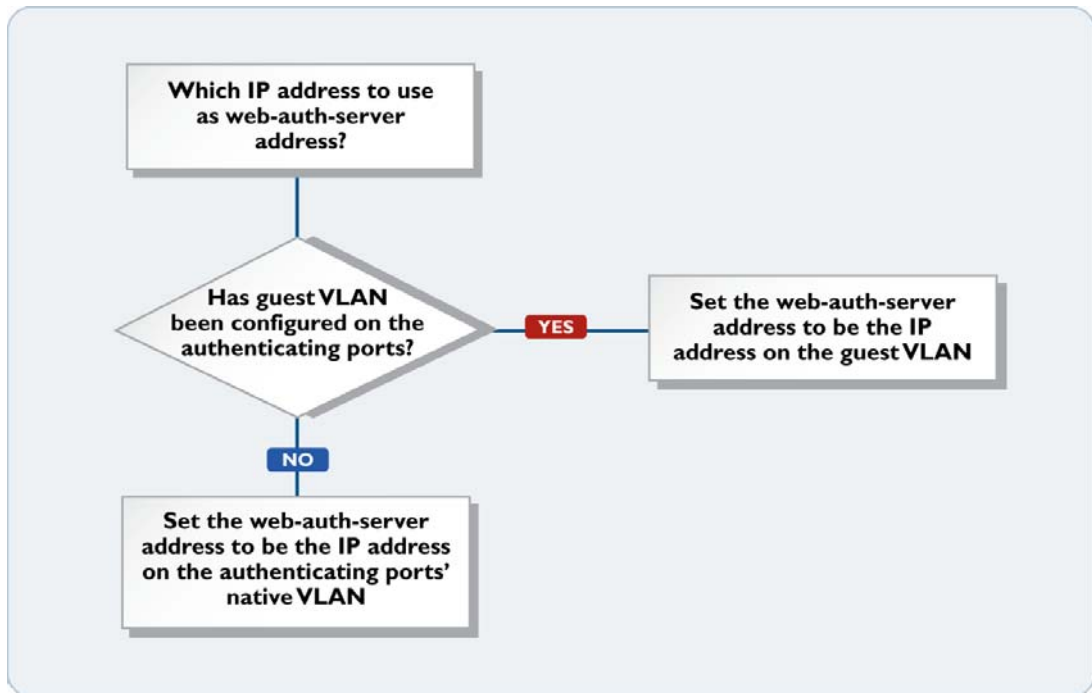 Which IP address to use
as web-auth-server
address?
Has guest VLAN
been configured on the
authenticating ports?
YES
Set the web-auth-server
address to be the IP
address on the guest VLAN
NO
Set the web-auth-server
address to be the IP address
on the authenticating ports’
native VLAN